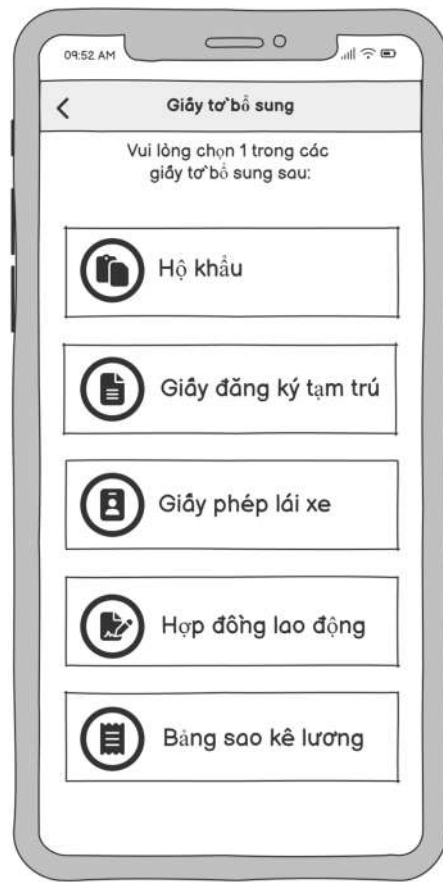 09:52 AM
Giấy tờ bổ sung
Vui lòng chọn 1 trong các
giấy tờ bổ sung sau:
Hộ khẩu
Giấy đăng ký tạm trú
Giấy phép lái xe
Hợp đồng lao động
Bảng sao kê lương